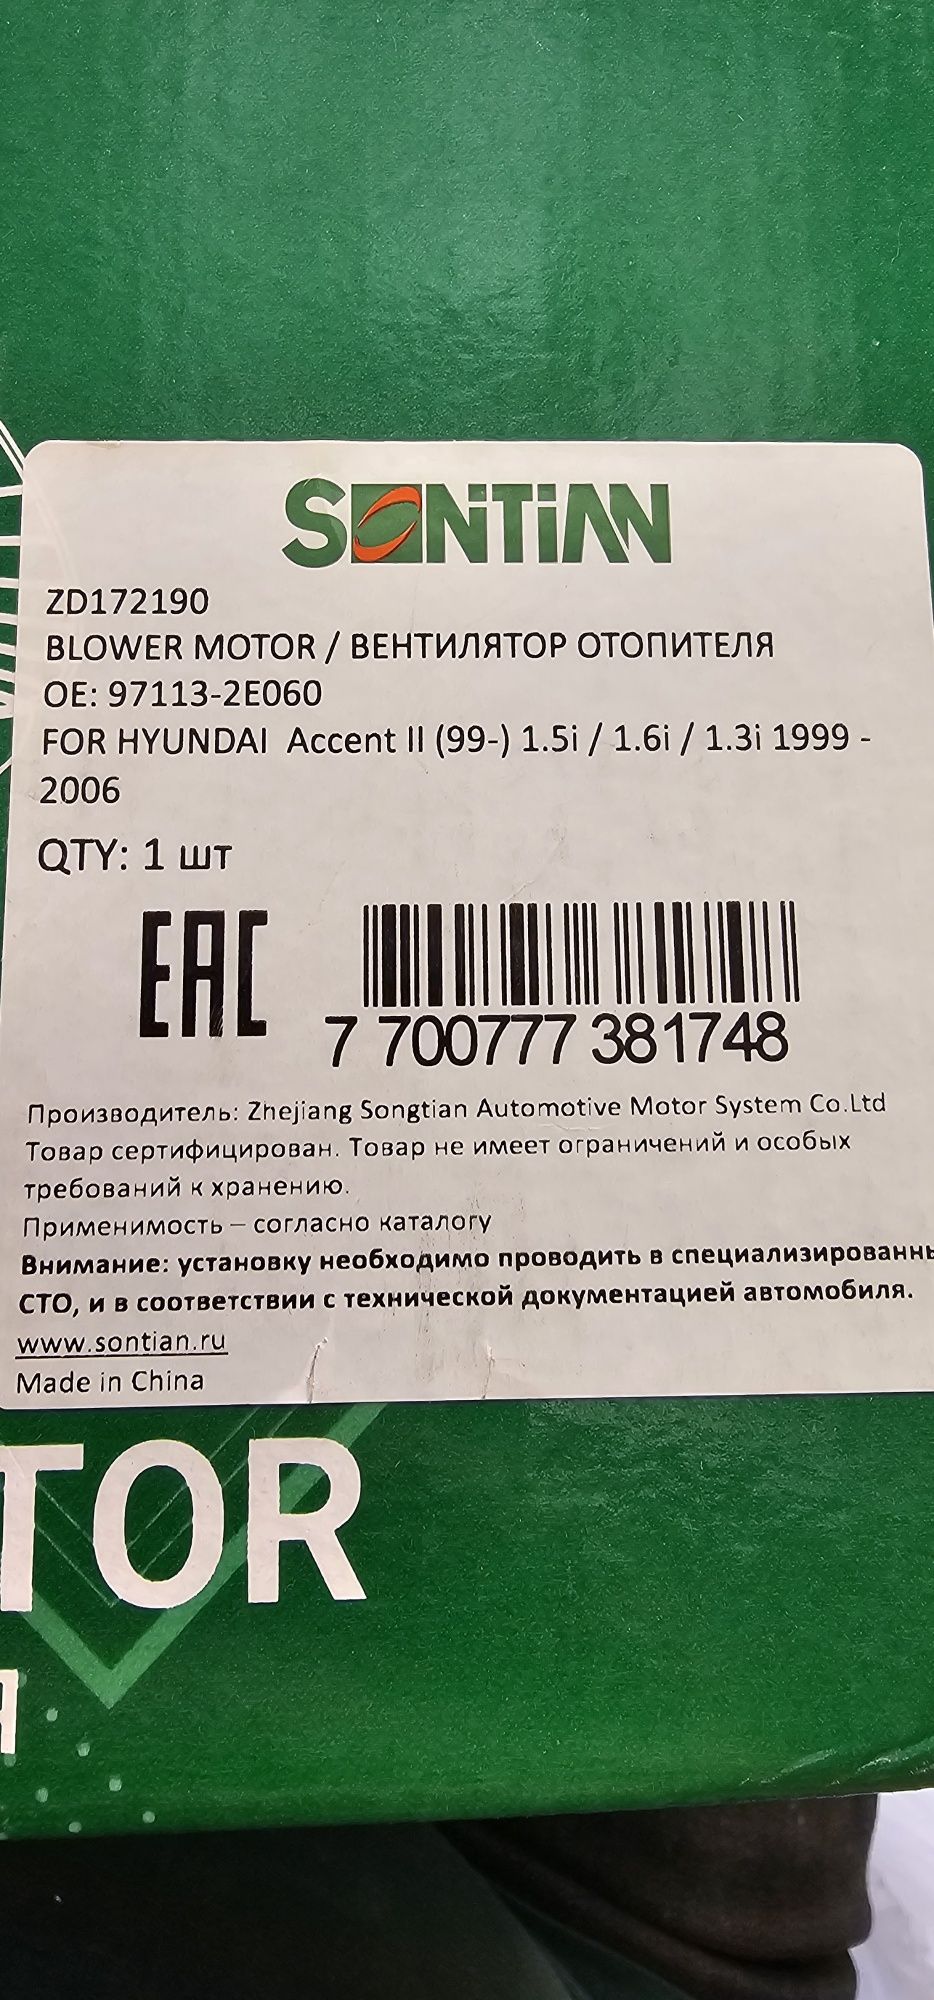 SONTIAN
ZD172190
BLOWER MOTOR / ВЕНТИЛЯТОР ОТОПИТЕЛЯ
OE: 97113-2E060
FOR HYUNDAI Accent II (99-) 1.5i / 1.6i / 1.3i 1999 -
2006
QTY: 1 шт
EAC
7 700777 381748
Производитель: Zhejiang Songtian Automotive Motor System Co.Ltd
Товар сертифицирован. Товар не имеет ограничений и особых
требований к хранению.
Применимость – согласно каталогу
Внимание: установку необходимо проводить в специализированны
СТО, и в соответствии с технической документацией автомобиля.
www.sontian.ru
Made in China
TOR
Я